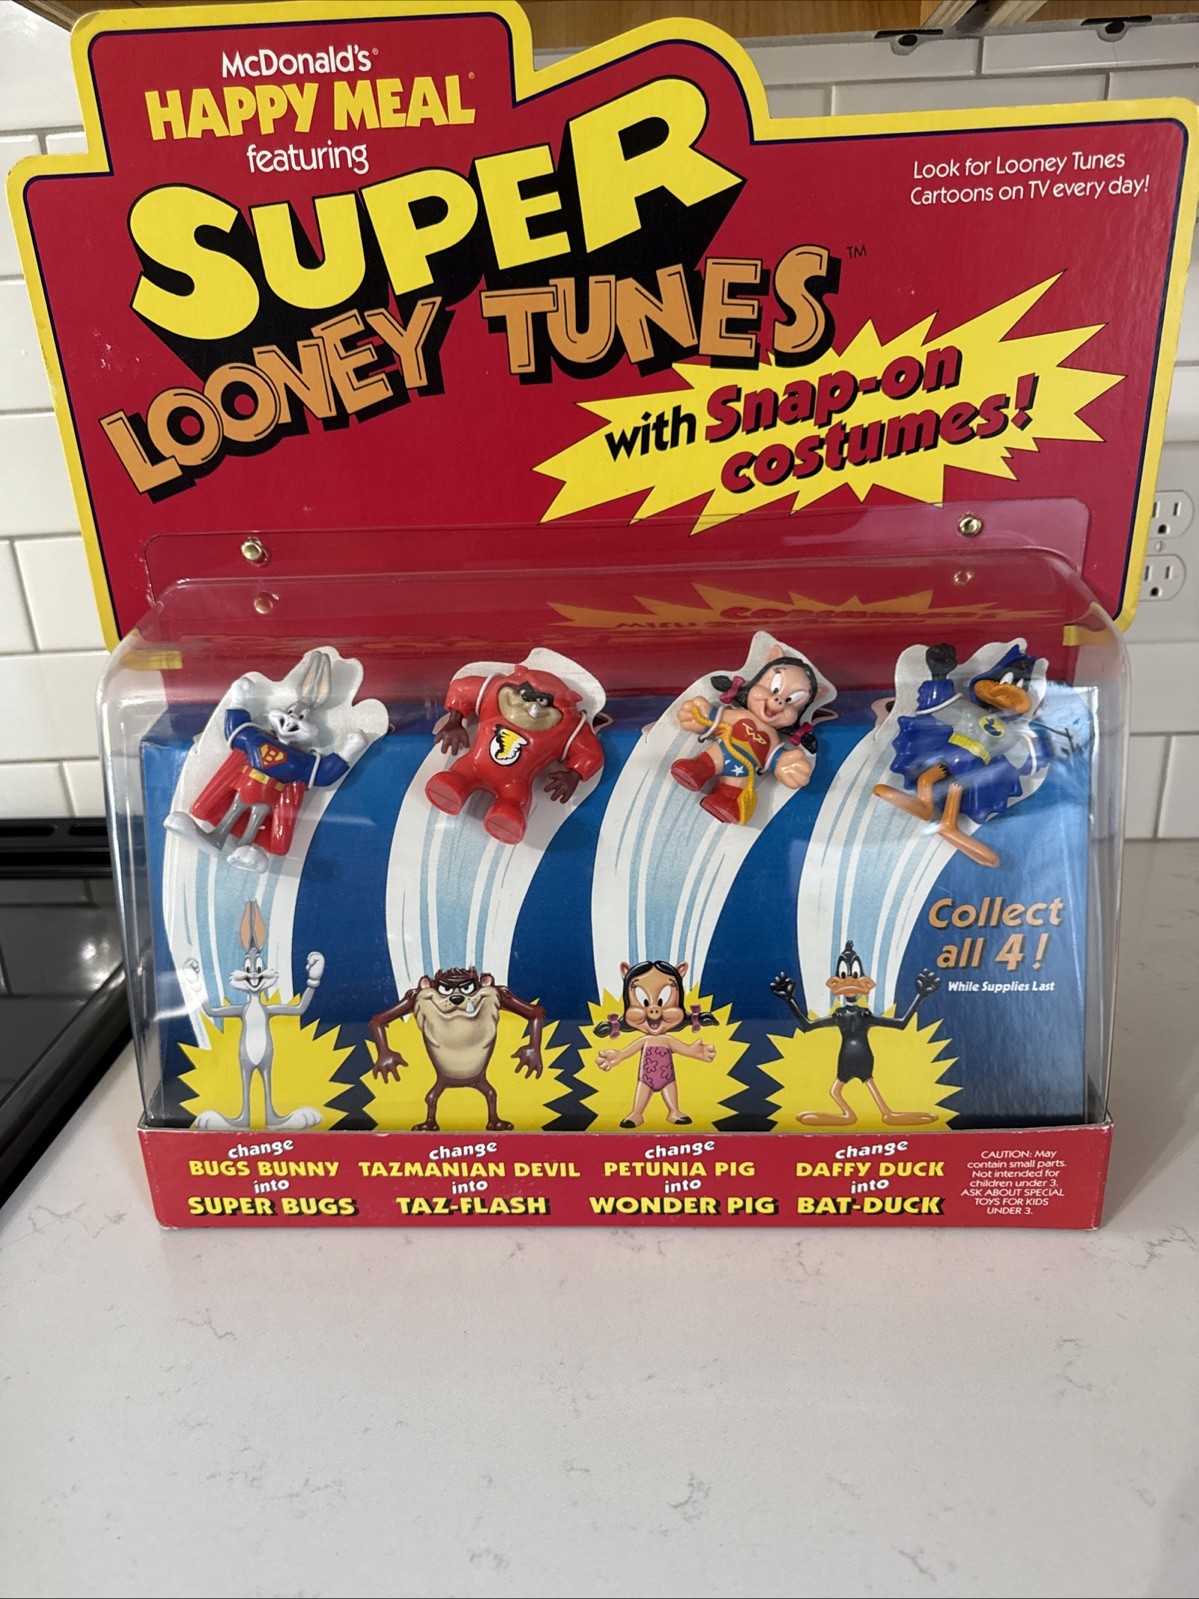 McDonald's®
HAPPY MEAL®
featuring
SUPER
LOONEY TUNES™
with Snap-on
costumes!
Look for Looney Tunes
Cartoons on TV every day!
Collect
all 4!
While Supplies Last
change
BUGS BUNNY
into
SUPER BUGS
change
TAZMANIAN DEVIL
into
TAZ-FLASH
change
PETUNIA PIG
into
WONDER PIG
change
DAFFY DUCK
into
BAT-DUCK
CAUTION: May
contain small parts.
Not intended for
children under 3.
ASK ABOUT SPECIAL
TOYS FOR KIDS
UNDER 3.